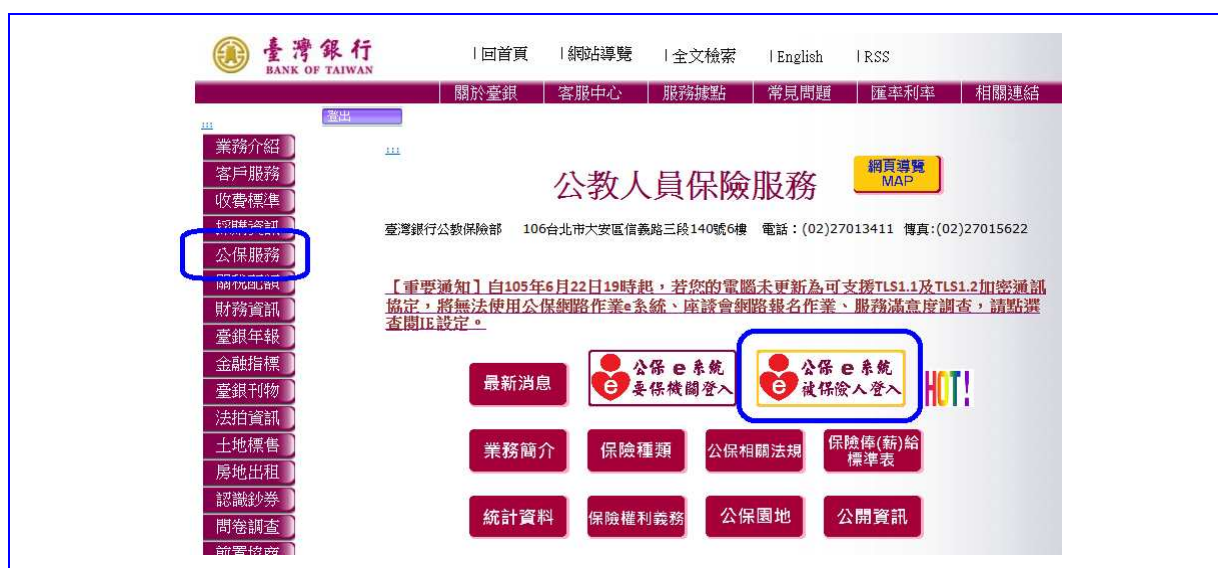 臺灣銀行
BANK OF TAIWAN
|回首頁 |網站導覽 |全文檢索 |English |RSS
關於臺銀 客服中心 服務據點 常見問題 匯率利率 相關連結
登出
:::
業務介紹
客戶服務
收費標準
採購資訊
公保服務
關稅配額
財務資訊
臺銀年報
金融指標
臺銀刊物
法拍資訊
土地標售
房地出租
認識鈔券
問卷調查
前置協商
:::
公教人員保險服務
網頁導覽
MAP
臺灣銀行公教保險部 106台北市大安區信義路三段140號6樓 電話:(02)27013411 傳真:(02)27015622
【重要通知】自105年6月22日19時起,若您的電腦未更新為可支援TLS1.1及TLS1.2加密通訊
協定,將無法使用公保網路作業e系統、座談會網路報名作業、服務滿意度調查,請點選
查閱IE設定。
最新消息
e
公保e系統
要保機關登入
e
公保e系統
被保險人登入
HOT!
業務簡介
保險種類
公保相關法規
保險俸(薪)給
標準表
統計資料
保險權利義務
公保園地
公開資訊